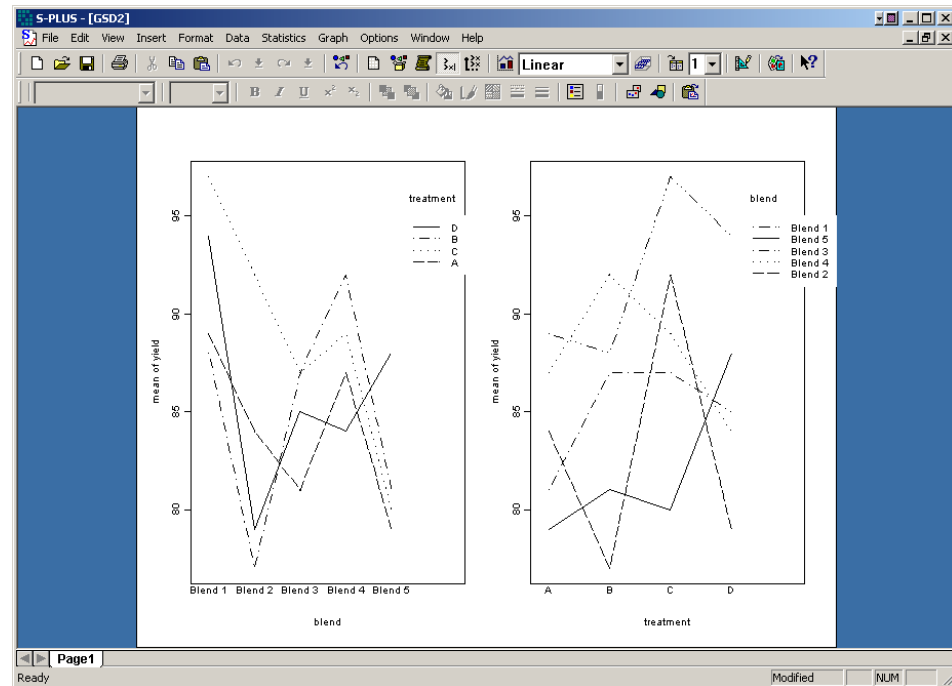 S-PLUS - [GSD2]
File Edit View Insert Format Data Statistics Graph Options Window Help
Linear
1
B I U x² x₂
treatment
D
B
C
A
95
90
85
80
mean of yield
Blend 1 Blend 2 Blend 3 Blend 4 Blend 5
blend
blend
Blend 1
Blend 5
Blend 3
Blend 4
Blend 2
95
90
85
80
mean of yield
A B C D
treatment
Page1
Ready
Modified NUM